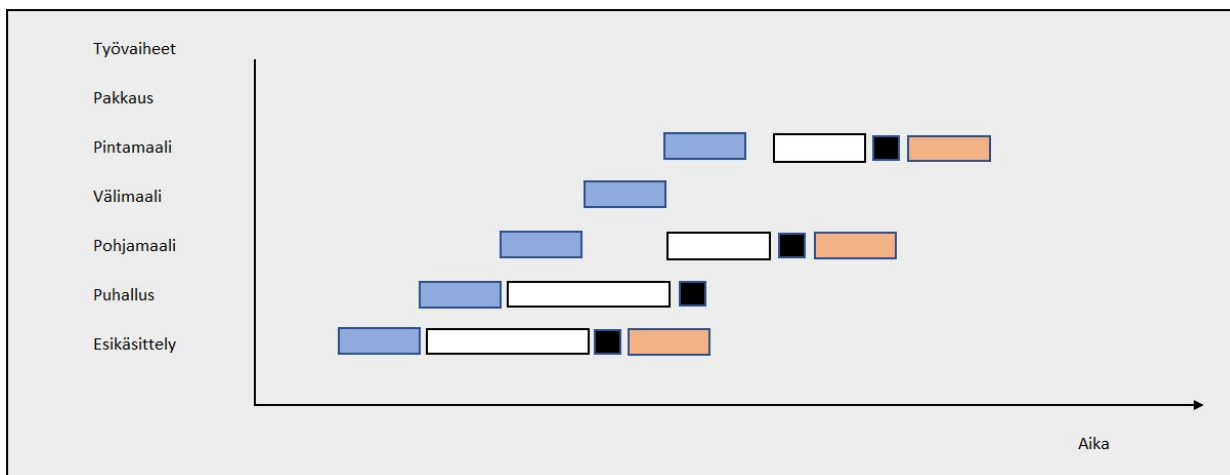 Työvaiheet
Pakkaus
Pintamaali
Välimaali
Pohjamaali
Puhallus
Esikäsittely
Aika